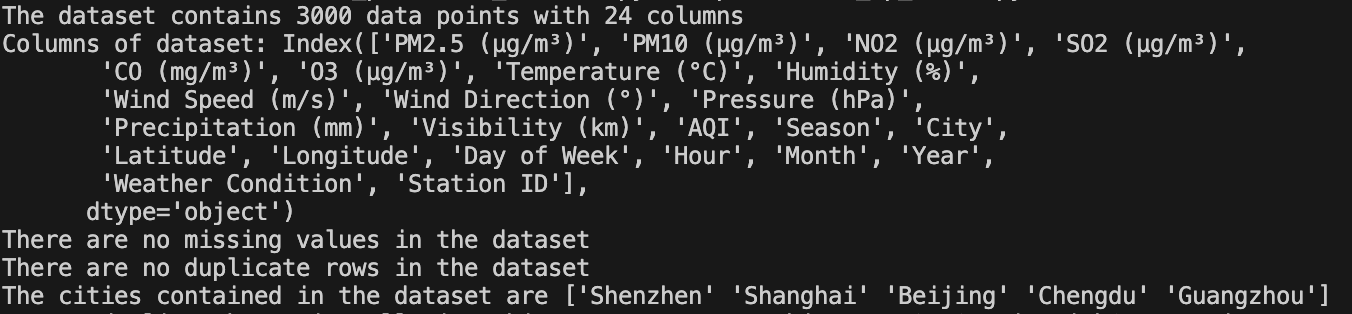 The dataset contains 3000 data points with 24 columns
Columns of dataset: Index(['PM2.5 (µg/m³)', 'PM10 (µg/m³)', 'NO2 (µg/m³)', 'SO2 (µg/m³)',
'CO (mg/m³)', 'O3 (µg/m³)', 'Temperature (°C)', 'Humidity (%)',
'Wind Speed (m/s)', 'Wind Direction (°)', 'Pressure (hPa)',
'Precipitation (mm)', 'Visibility (km)', 'AQI', 'Season', 'City',
'Latitude', 'Longitude', 'Day of Week', 'Hour', 'Month', 'Year',
'Weather Condition', 'Station ID'],
dtype='object')
There are no missing values in the dataset
There are no duplicate rows in the dataset
The cities contained in the dataset are ['Shenzhen' 'Shanghai' 'Beijing' 'Chengdu' 'Guangzhou']